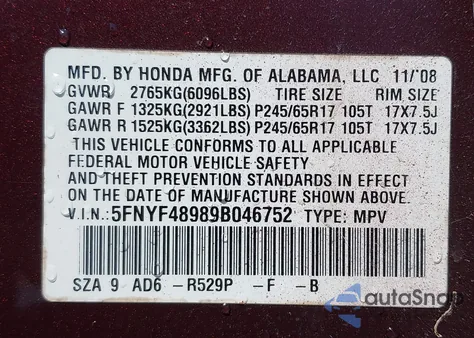 MFD. BY HONDA MFG. OF ALABAMA, LLC 11/'08
GVWR 2765KG(6096LBS) TIRE SIZE RIM SIZE
GAWR F 1325KG(2921LBS) P245/65R17 105T 17X7.5J
GAWR R 1525KG(3362LBS) P245/65R17 105T 17X7.5J
THIS VEHICLE CONFORMS TO ALL APPLICABLE
FEDERAL MOTOR VEHICLE SAFETY
AND THEFT PREVENTION STANDARDS IN EFFECT
ON THE DATE OF MANUFACTURE SHOWN ABOVE.
V.I.N.: 5FNYF48989B046752 TYPE: MPV
SZA 9 AD6 -R529P -F -B
autoSnap